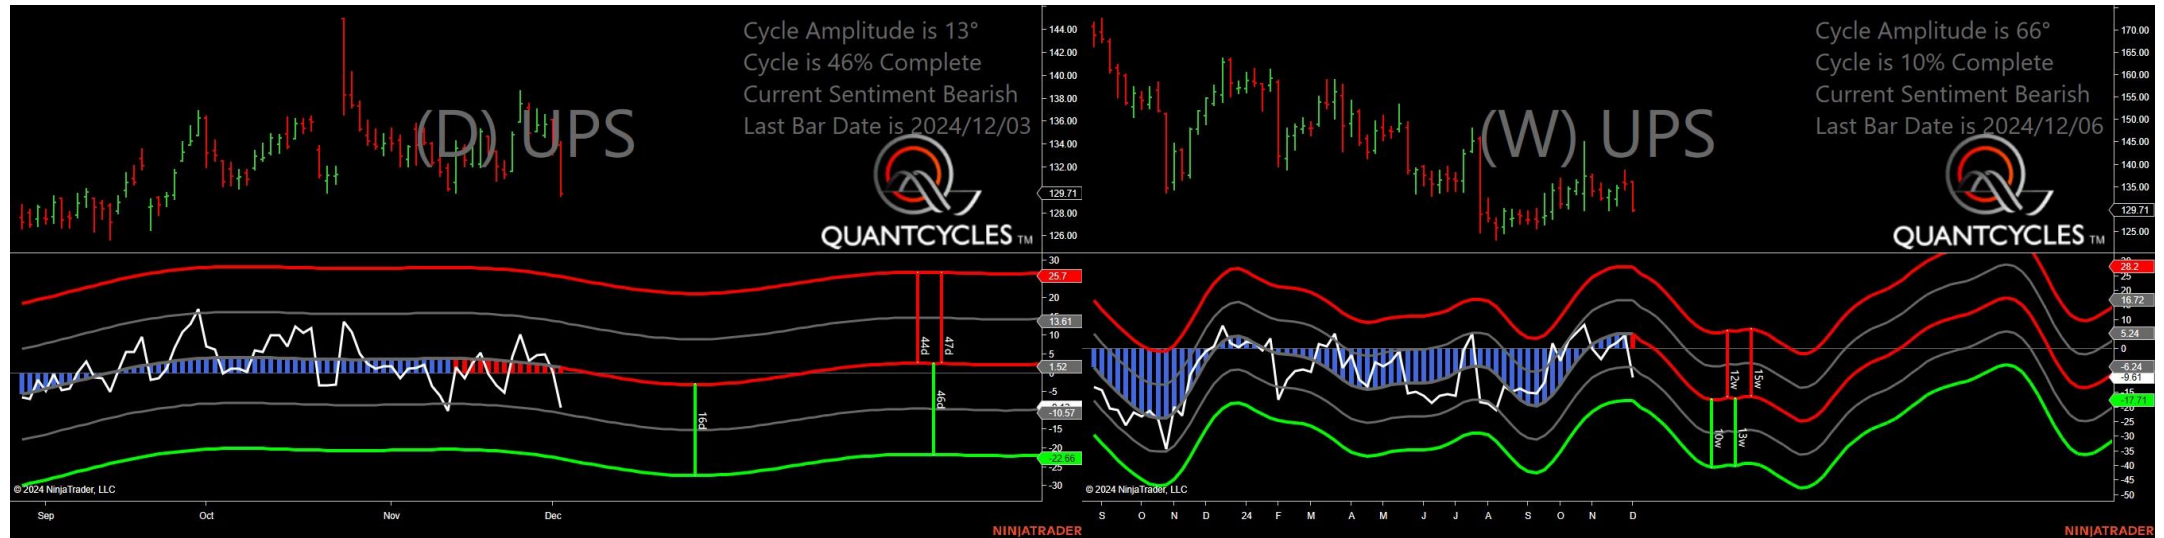 Cycle Amplitude is 13°
Cycle is 46% Complete
Current Sentiment Bearish
Last Bar Date is 2024/12/03
(D) UPS
QUANTCYCLES TM
144.00
142.00
140.00
138.00
136.00
134.00
132.00
129.71
128.00
126.00
30
25.7
20
13.61
10
5
1.52
0
-5
-10.57
-15
-20
-22.66
-25
-30
44d
47d
46d
16d
© 2024 NinjaTrader, LLC
Sep Oct Nov Dec
NINJATRADER
Cycle Amplitude is 66°
Cycle is 10% Complete
Current Sentiment Bearish
Last Bar Date is 2024/12/06
(W) UPS
QUANTCYCLES TM
170.00
165.00
160.00
155.00
150.00
145.00
140.00
135.00
129.71
125.00
28.2
25
20
16.72
10
5.24
0
-6.24
-9.61
-15
-17.71
-20
-25
-30
-35
-40
-45
-50
12w
15w
10w
13w
© 2024 NinjaTrader, LLC
S O N D 24 F M A M J J A S O N D
NINJATRADER